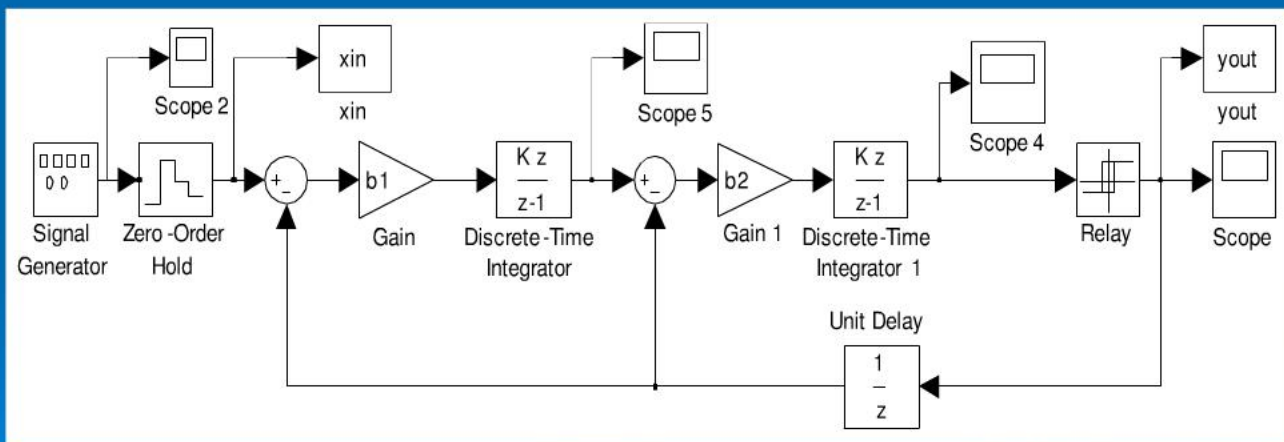 xin
yout
Scope 2
xin
Scope 5
Scope 4
yout
+
-
b1
K z
z-1
+
-
b2
K z
z-1
Signal
Generator
Zero -Order
Hold
Gain
Discrete -Time
Integrator
Gain 1
Discrete-Time
Integrator 1
Relay
Scope
Unit Delay
1
z